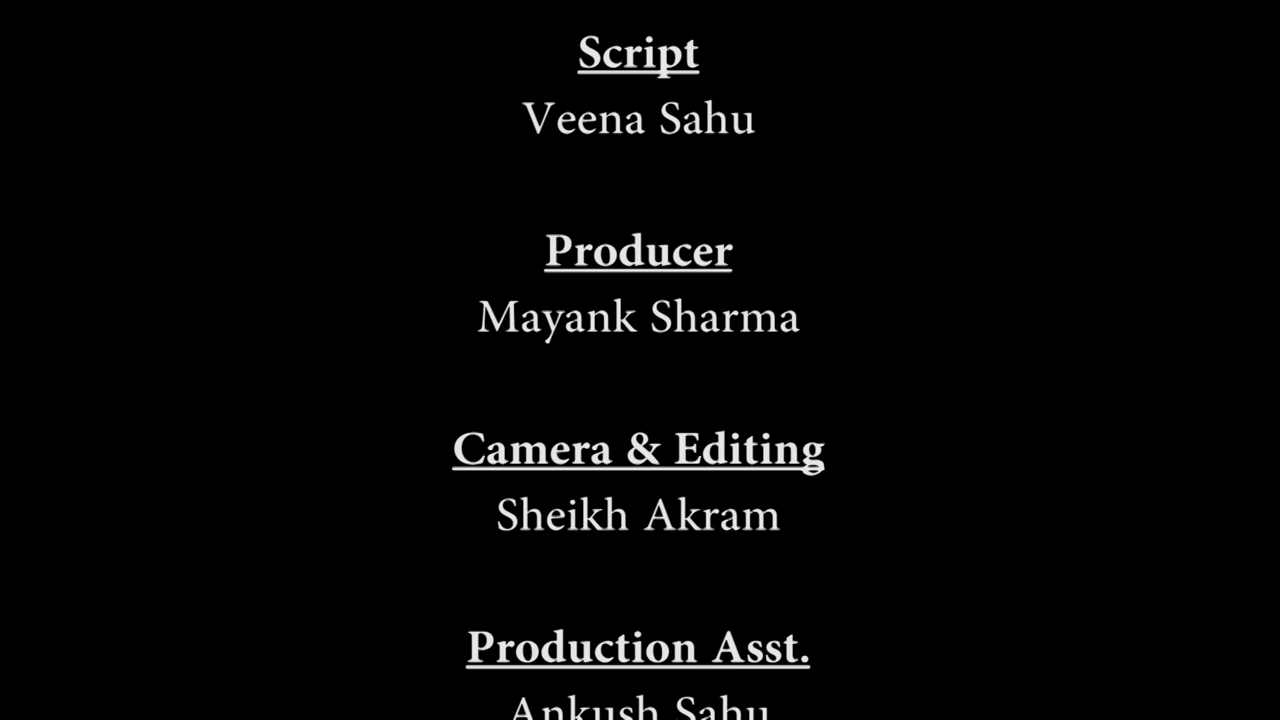 Script
Veena Sahu
Producer
Mayank Sharma
Camera & Editing
Sheikh Akram
Production Asst.
Ankush Sahu